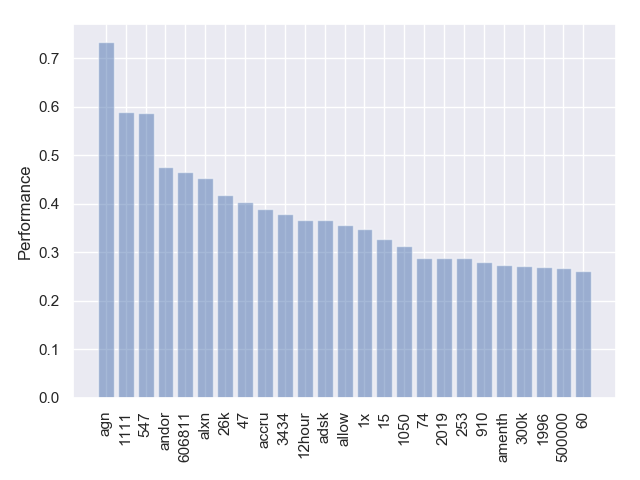 0.7
0.6
0.5
0.4
0.3
0.2
0.1
0.0
Performance
agn
1111
547
andor
606811
alxn
26k
47
accru
3434
12hour
adsk
allow
1x
15
1050
74
2019
253
910
amenth
300k
1996
500000
60